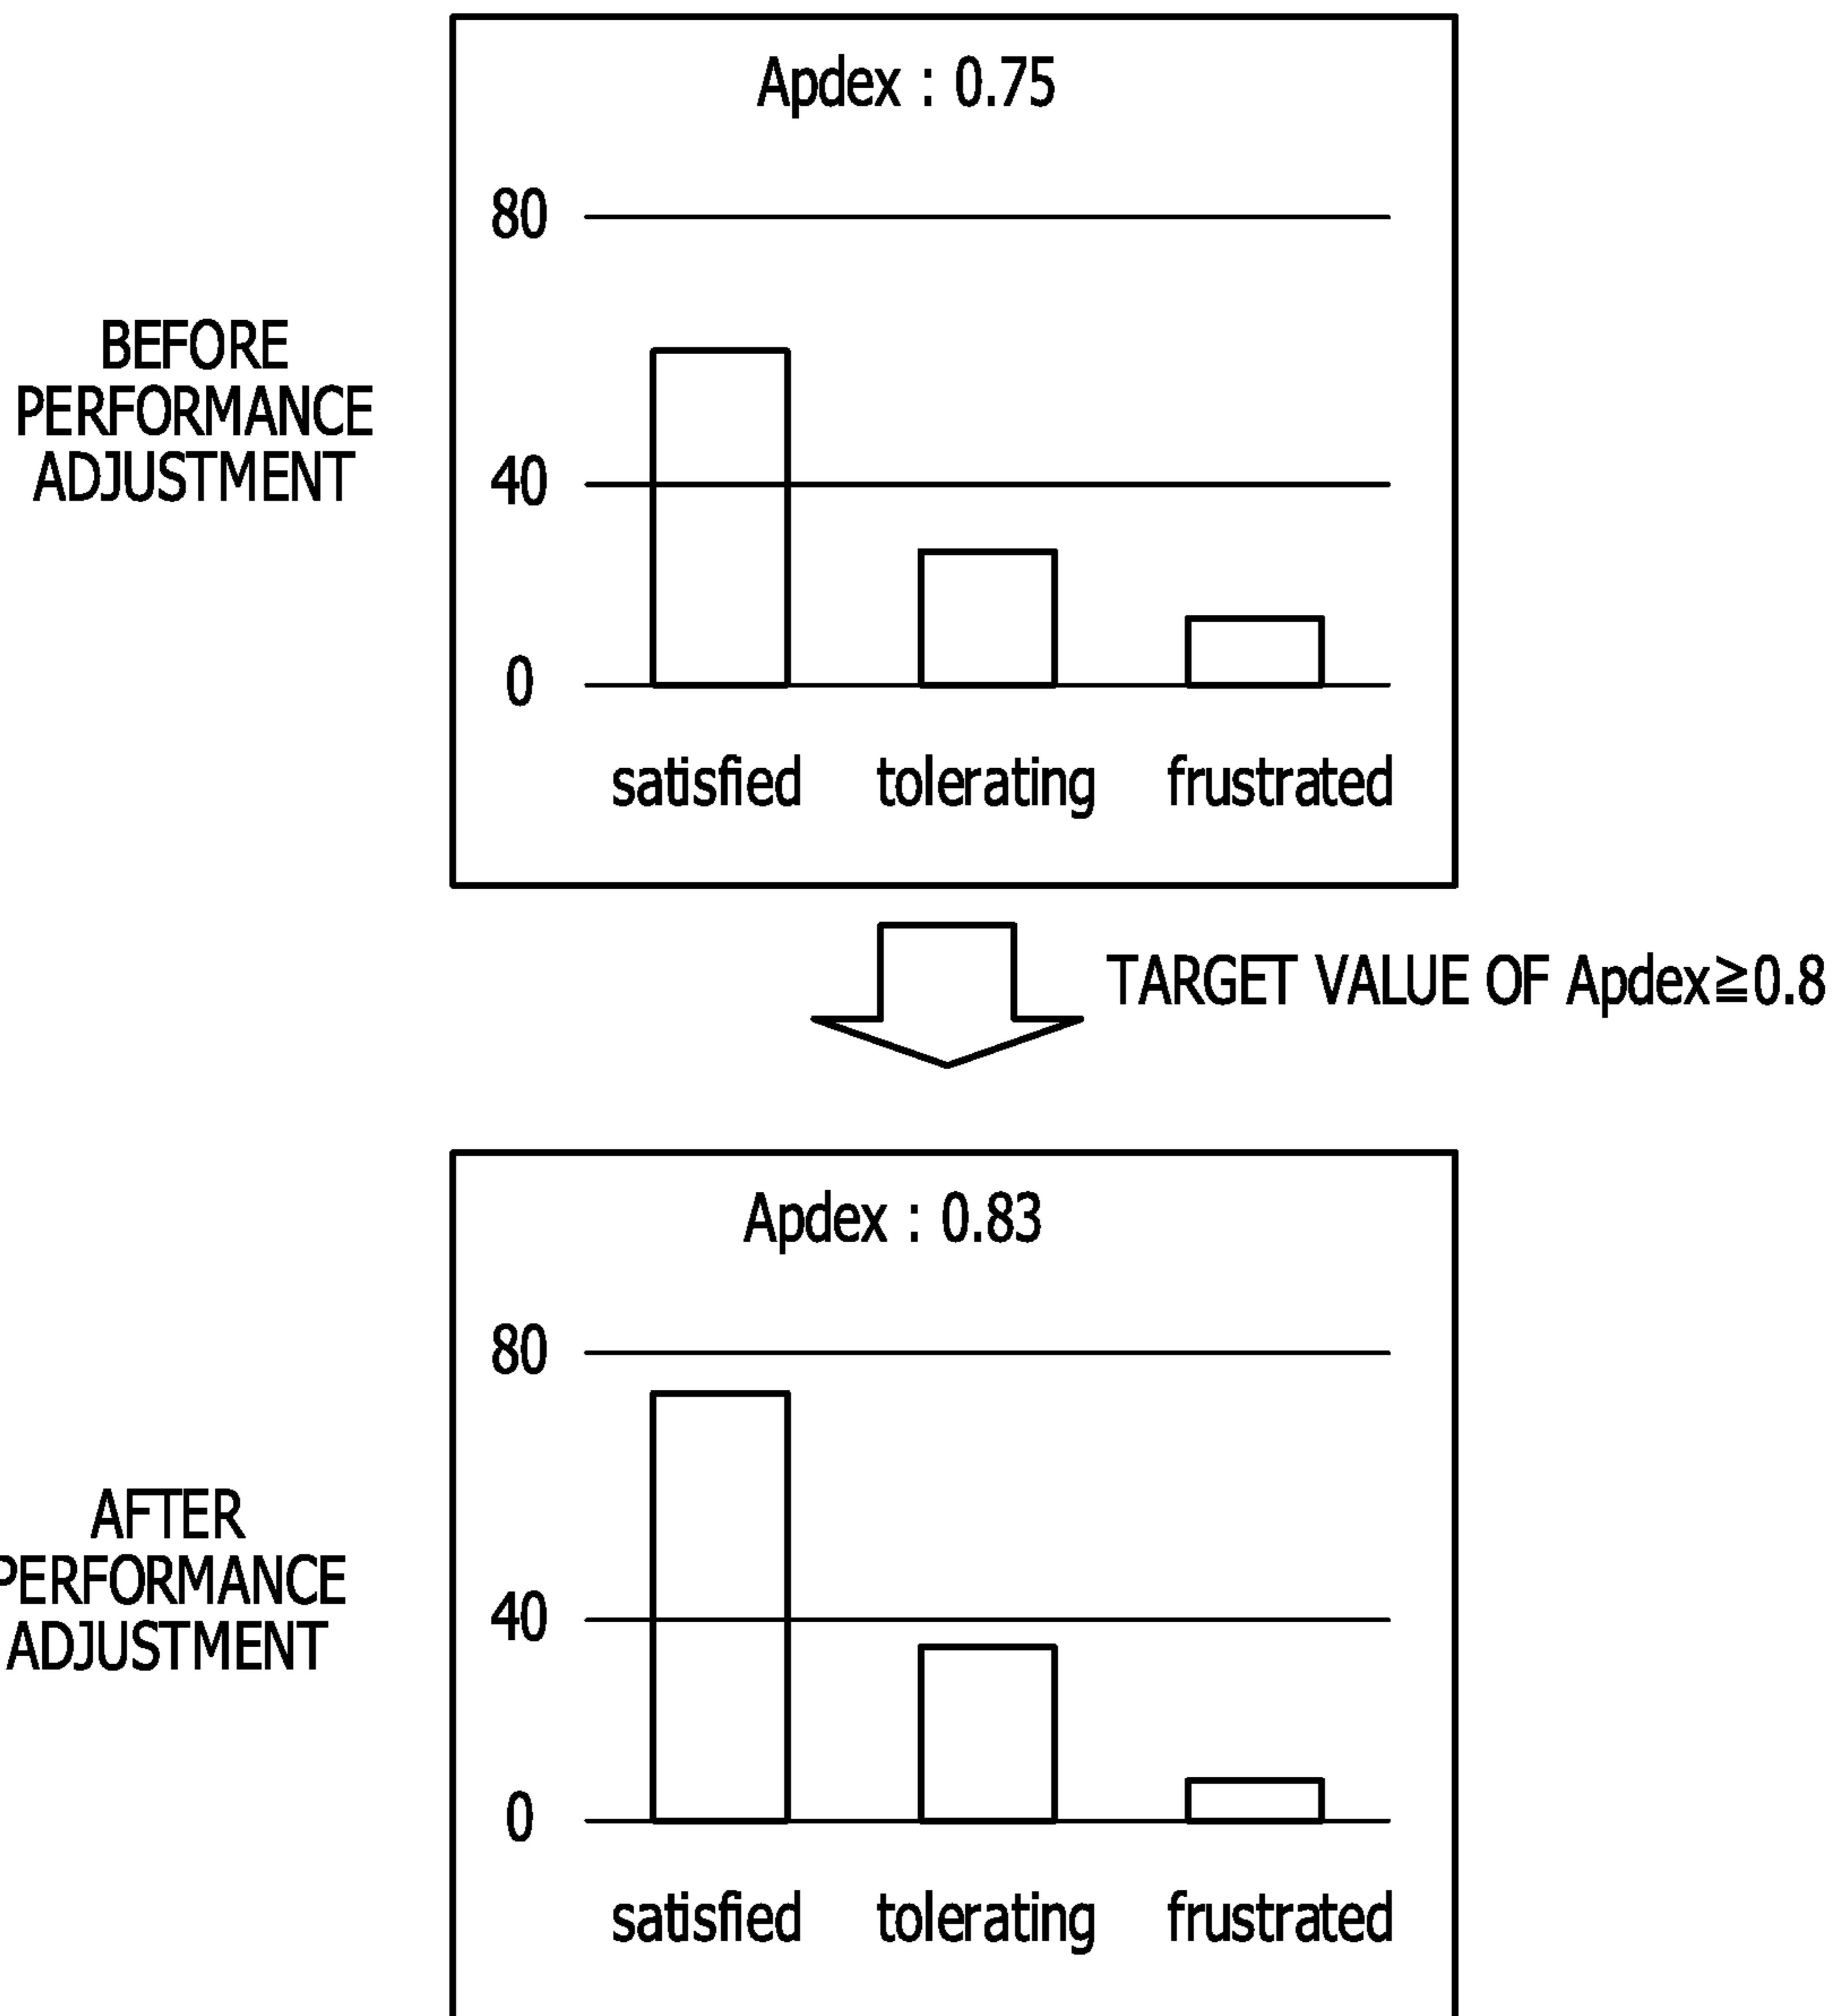 Apdex : 0.75
80
BEFORE
PERFORMANCE
ADJUSTMENT
40
0
satisfied tolerating frustrated
TARGET VALUE OF Apdex≧0.8
Apdex : 0.83
80
AFTER
PERFORMANCE
ADJUSTMENT
40
0
satisfied tolerating frustrated